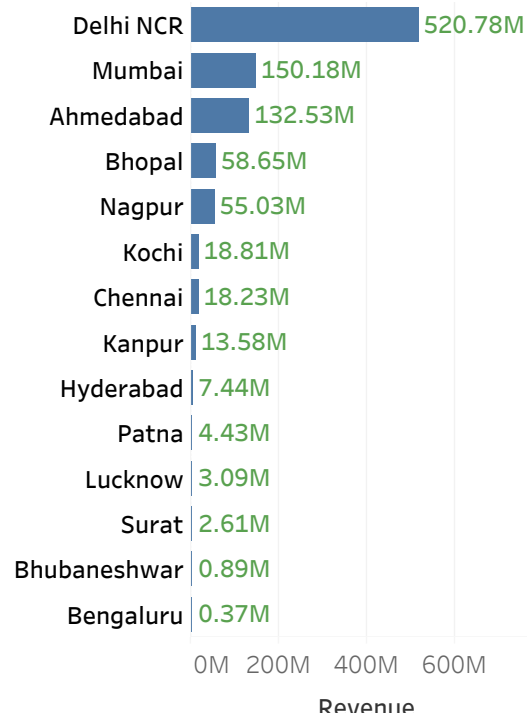 Delhi NCR 520.78M
Mumbai 150.18M
Ahmedabad 132.53M
Bhopal 58.65M
Nagpur 55.03M
Kochi 18.81M
Chennai 18.23M
Kanpur 13.58M
Hyderabad 7.44M
Patna 4.43M
Lucknow 3.09M
Surat 2.61M
Bhubaneshwar 0.89M
Bengaluru 0.37M
0M 200M 400M 600M
Revenue